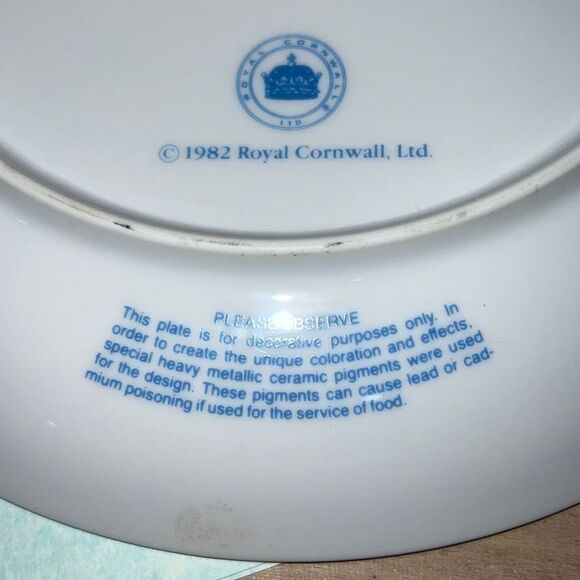 ROYAL CORNWALL
LTD.
© 1982 Royal Cornwall, Ltd.
PLEASE OBSERVE
This plate is for decorative purposes only. In
order to create the unique coloration and effects,
special heavy metallic ceramic pigments were used
for the design. These pigments can cause lead or cad-
mium poisoning if used for the service of food.